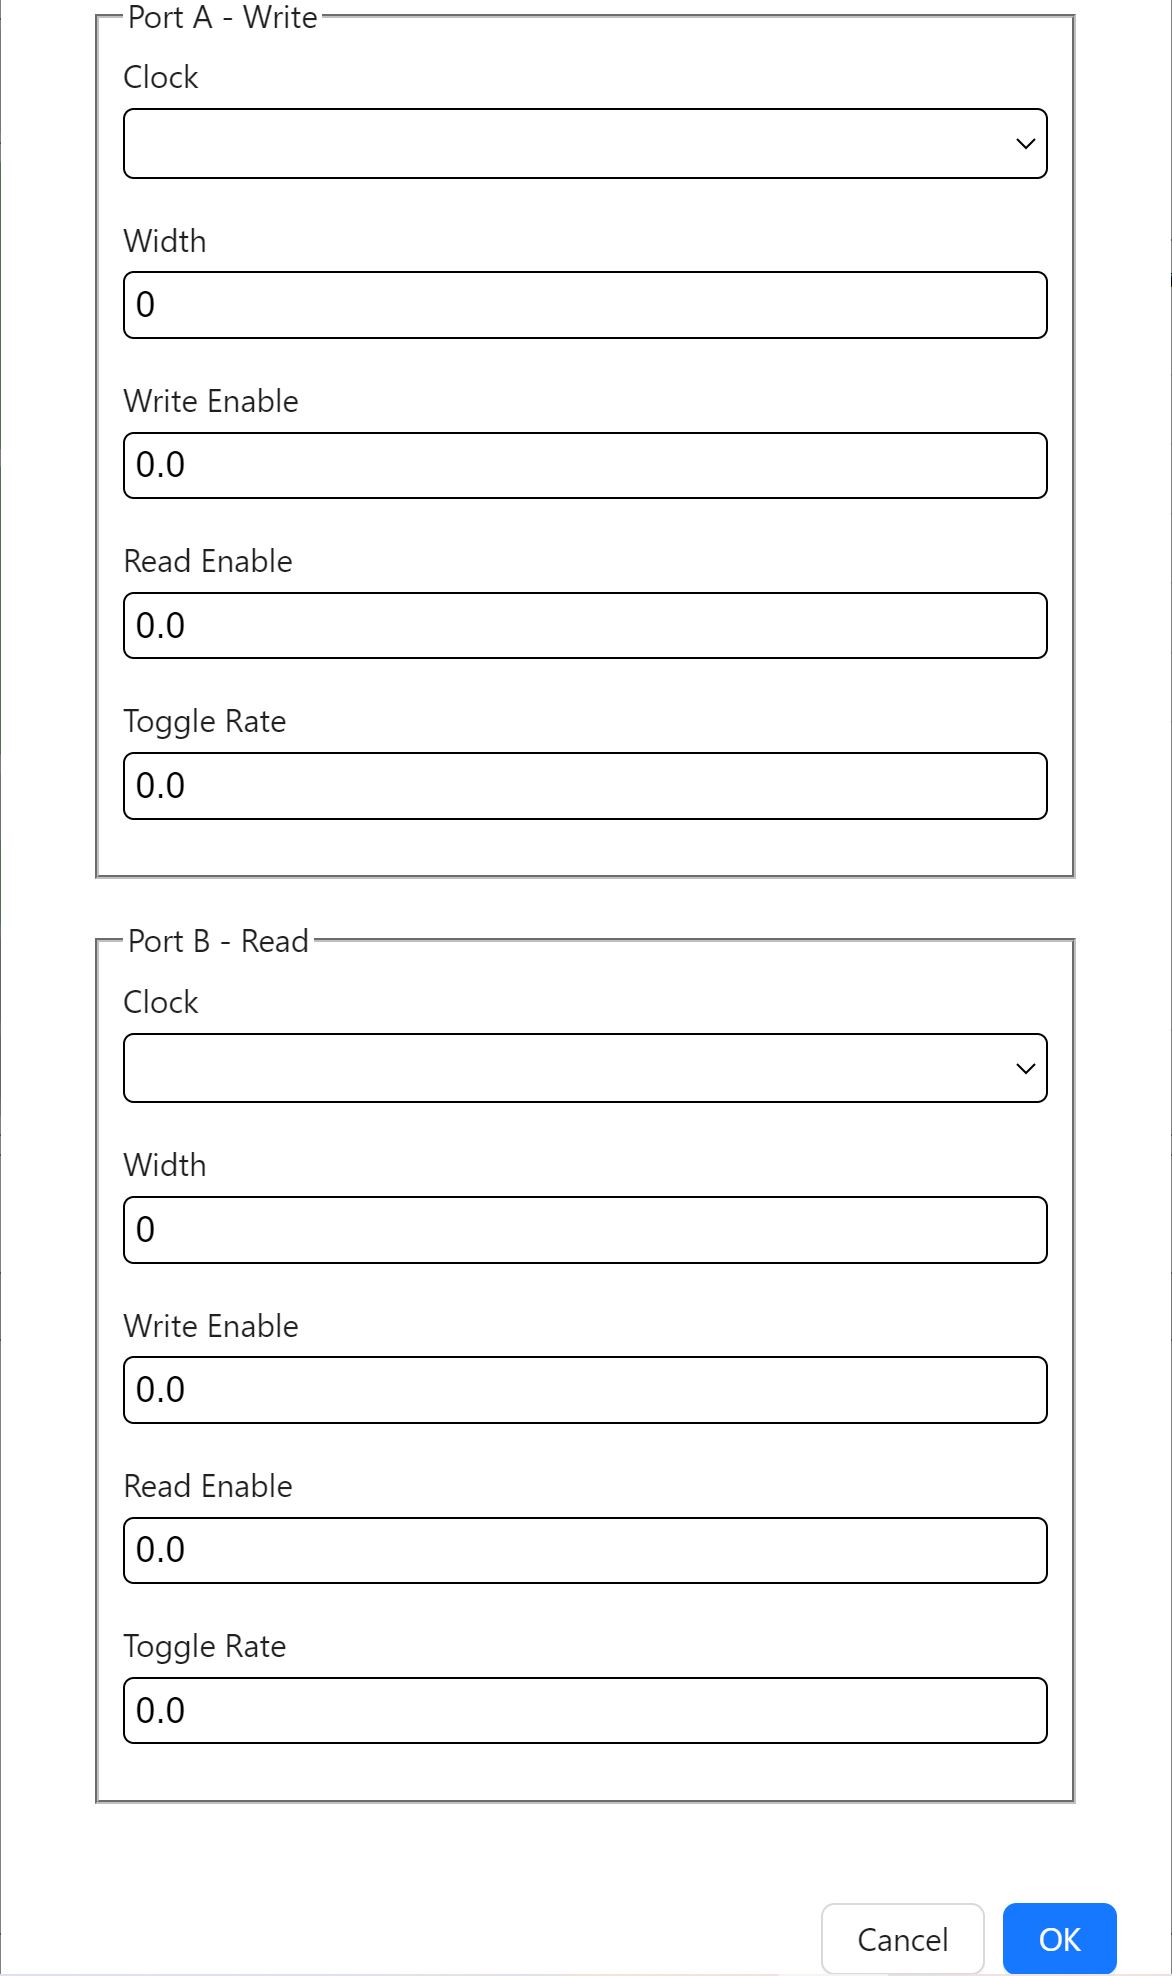 Port A - Write
Clock
Width
0
Write Enable
0.0
Read Enable
0.0
Toggle Rate
0.0
Port B - Read
Clock
Width
0
Write Enable
0.0
Read Enable
0.0
Toggle Rate
0.0
Cancel OK